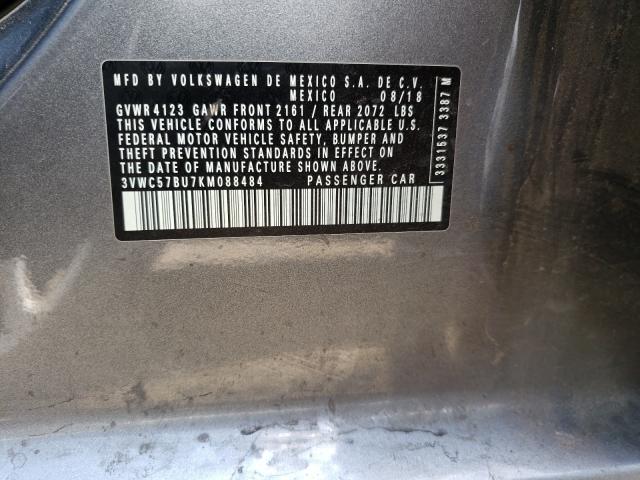 MFD BY VOLKSWAGEN DE MEXICO S.A. DE C.V.
MEXICO 08/18
GVWR 4123 GAWR FRONT 2161 / REAR 2072 LBS
THIS VEHICLE CONFORMS TO ALL APPLICABLE U.S.
FEDERAL MOTOR VEHICLE SAFETY, BUMPER AND
THEFT PREVENTION STANDARDS IN EFFECT ON
THE DATE OF MANUFACTURE SHOWN ABOVE
3VWC57BU7KM088484 PASSENGER CAR
3331637 3387 M